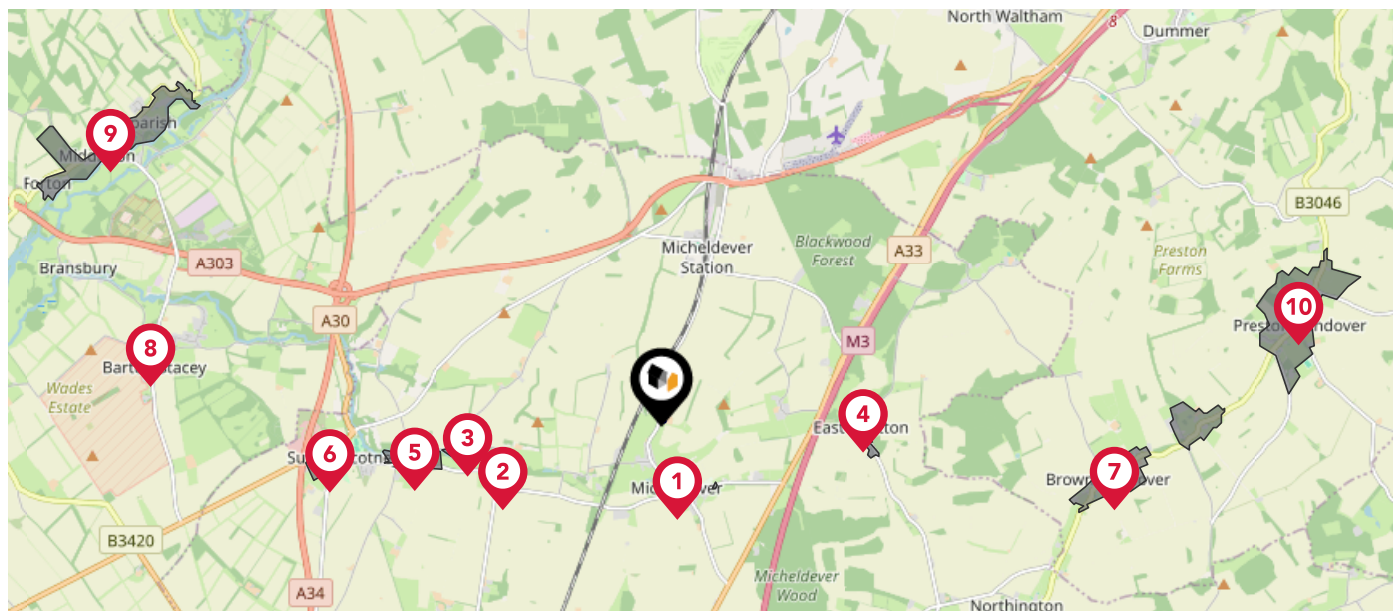 North Waltham
8
Dummer
9
parish
Forton
B3046
Micheldever
Station
Blackwood
Forest
A33
Preston
Farms
A303
Bransbury
10
A30
M3
8
Wades
Estate
4
3
5
6
2
1
7
B3420
Micheldever
Wood
A34
Northington